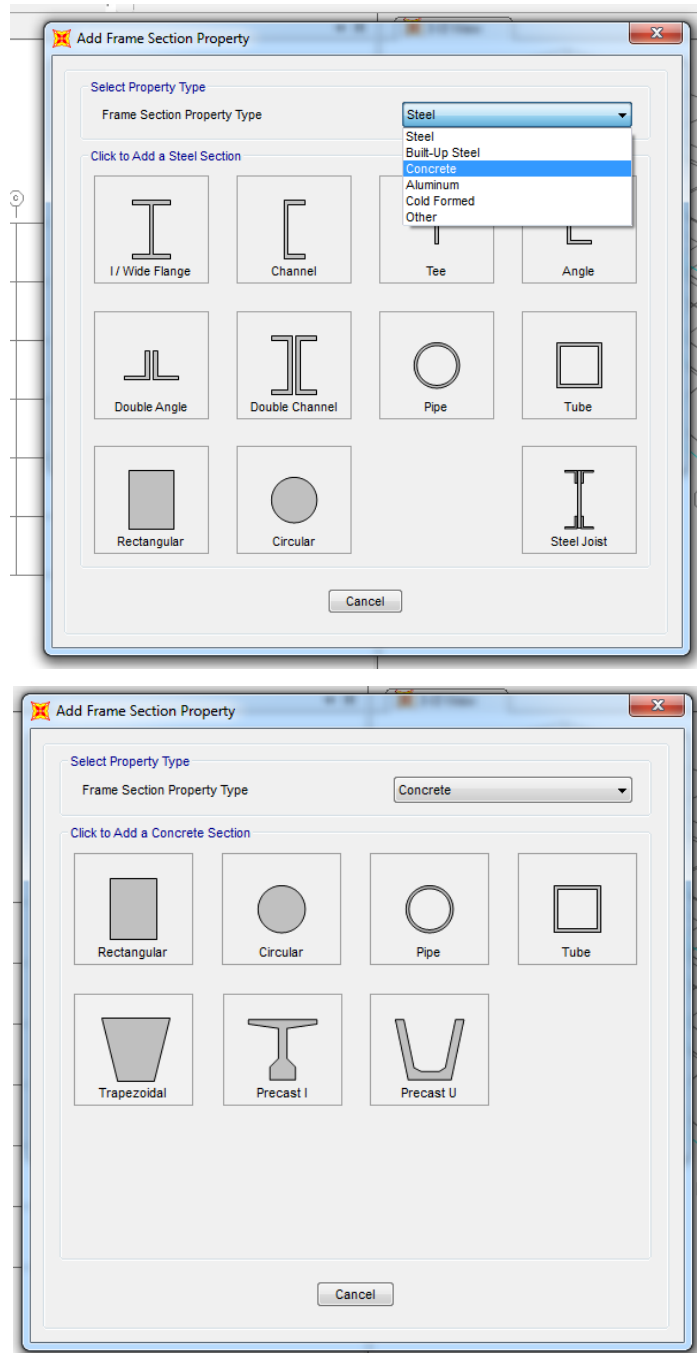 Add Frame Section Property
Select Property Type
Frame Section Property Type
Steel
Steel
Built-Up Steel
Concrete
Aluminum
Cold Formed
Other
Click to Add a Steel Section
I / Wide Flange
Channel
Tee
Angle
Double Angle
Double Channel
Pipe
Tube
Rectangular
Circular
Steel Joist
Cancel
Add Frame Section Property
Select Property Type
Frame Section Property Type
Concrete
Click to Add a Concrete Section
Rectangular
Circular
Pipe
Tube
Trapezoidal
Precast I
Precast U
Cancel